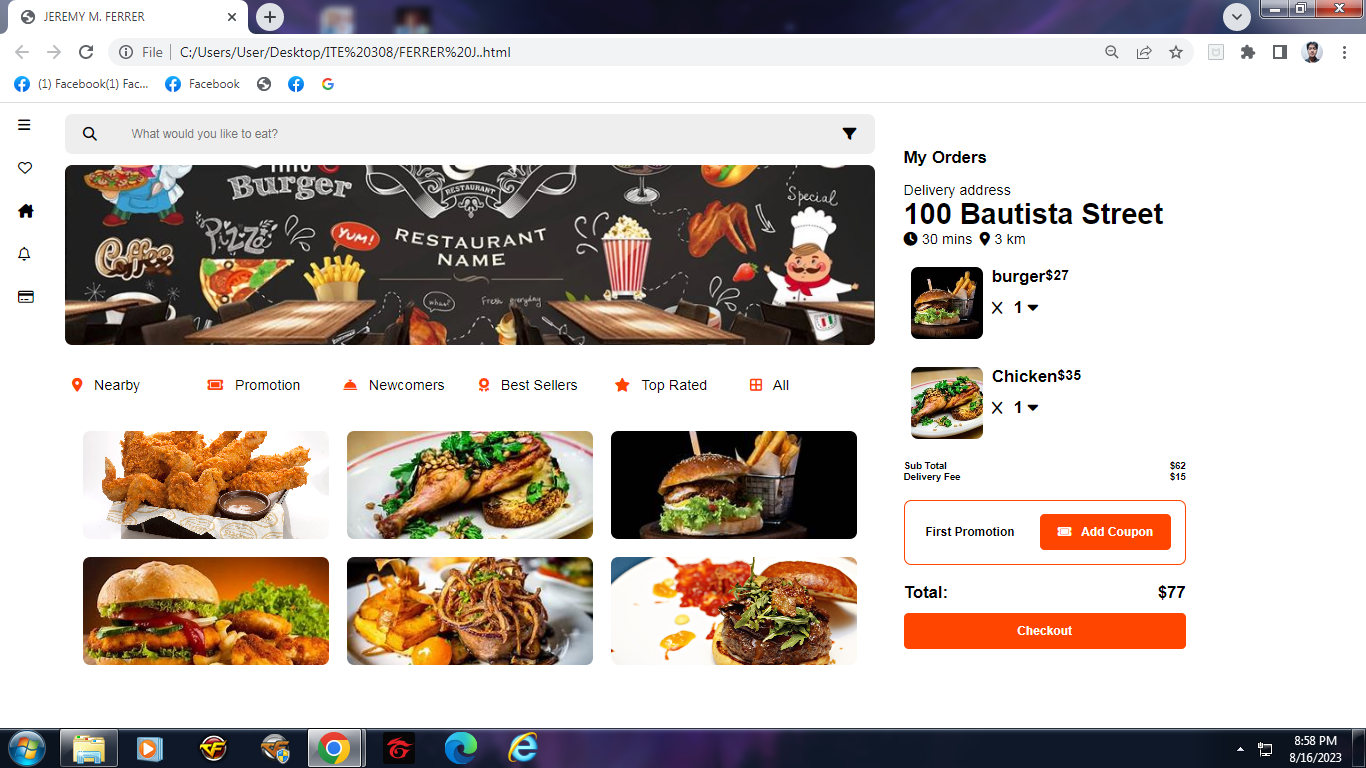 JEREMY M. FERRER
File
C:/Users/User/Desktop/ITE%20308/FERRER%20J..html
(1) Facebook(1) Fac...
Facebook
What would you like to eat?
Burger
RESTAURANT
Special
Pizza
YUM!
Coffee
RESTAURANT
NAME
what?
Fresh everyday
Nearby
Promotion
Newcomers
Best Sellers
Top Rated
All
My Orders
Delivery address
100 Bautista Street
30 mins 3 km
burger$27
X 1
Chicken$35
X 1
Sub Total $62
Delivery Fee $15
First Promotion
Add Coupon
Total: $77
Checkout
8:58 PM
8/16/2023